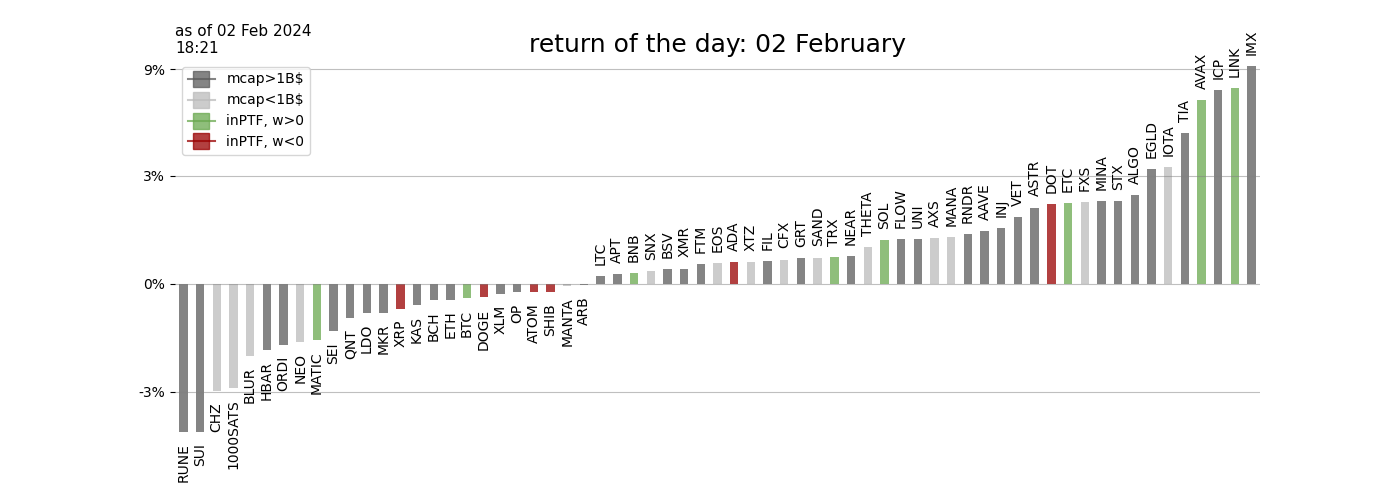 as of 02 Feb 2024
18:21
return of the day: 02 February
mcap>1B$
mcap<1B$
inPTF, w>0
inPTF, w<0
9%
3%
0%
-3%
RUNE
SUI
CHZ
1000SATS
BLUR
HBAR
ORDI
NEO
MATIC
SEI
QNT
LDO
MKR
XRP
KAS
BCH
ETH
BTC
DOGE
XLM
OP
ATOM
SHIB
MANTA
ARB
LTC
APT
BNB
SNX
BSV
XMR
FTM
EOS
ADA
XTZ
FIL
CFX
GRT
SAND
TRX
NEAR
THETA
SOL
FLOW
UNI
AXS
MANA
RNDR
AAVE
INJ
VET
ASTR
DOT
ETC
FXS
MINA
STX
ALGO
EGLD
IOTA
TIA
AVAX
ICP
LINK
IMX